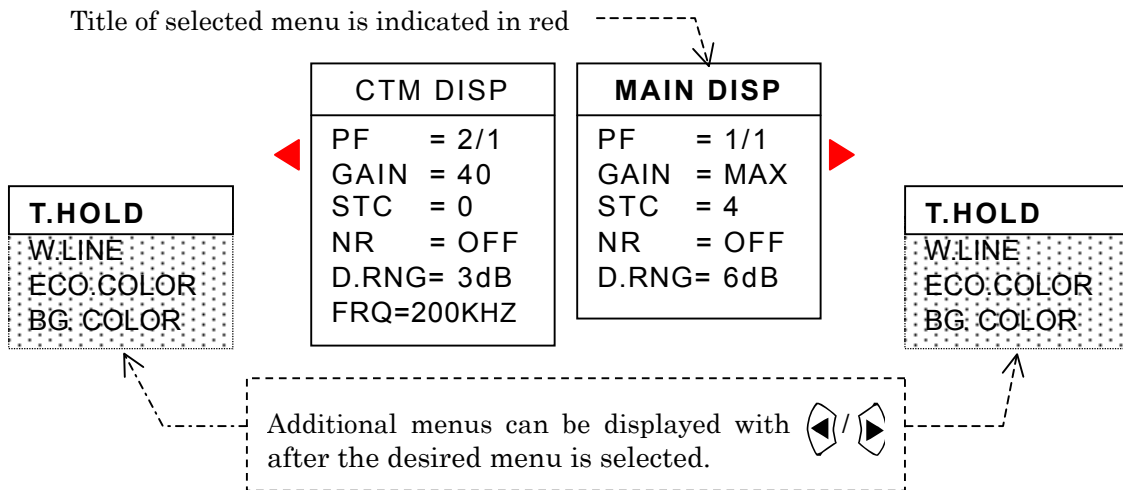 Title of selected menu is indicated in red
CTM DISP
PF = 2/1
GAIN = 40
STC = 0
NR = OFF
D.RNG= 3dB
FRQ=200KHZ
MAIN DISP
PF = 1/1
GAIN = MAX
STC = 4
NR = OFF
D.RNG= 6dB
T.HOLD
W.LINE
ECO.COLOR
BG. COLOR
T.HOLD
W.LINE
ECO.COLOR
BG. COLOR
Additional menus can be displayed with /
after the desired menu is selected.